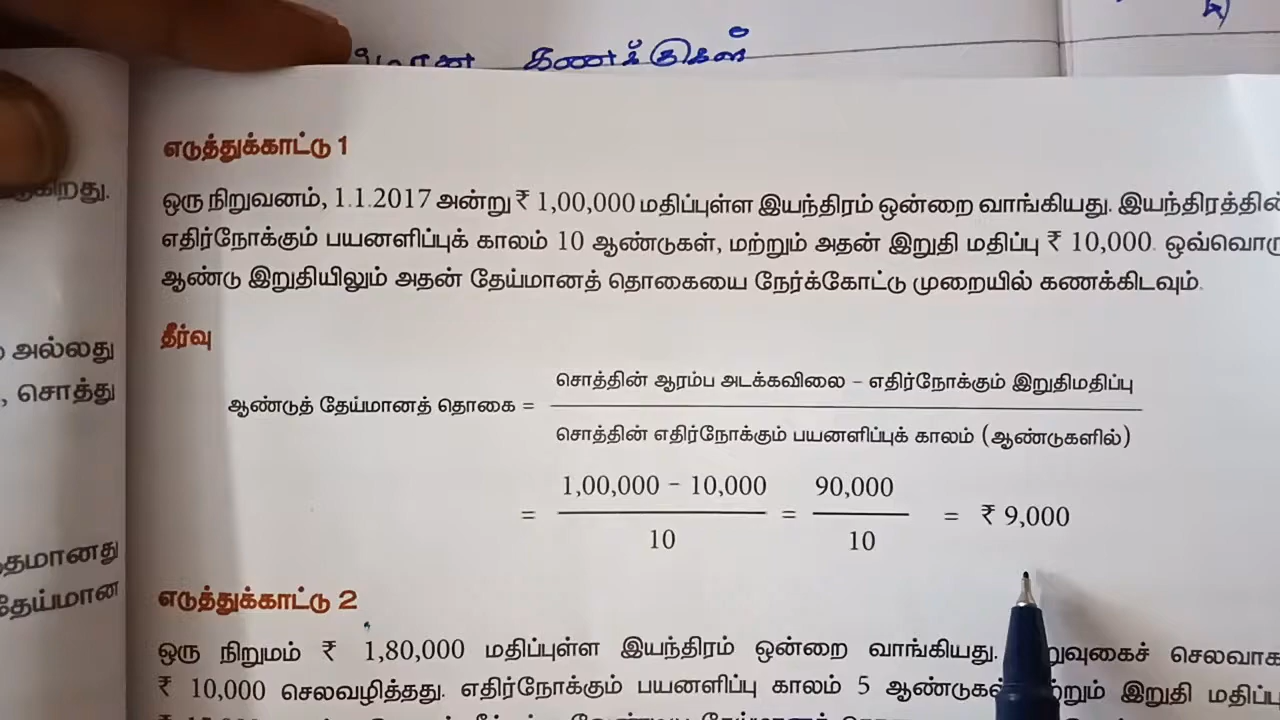 கணக்குகள்
எடுத்துக்காட்டு 1
ஒரு நிறுவனம், 1.1.2017 அன்று ₹ 1,00,000 மதிப்புள்ள இயந்திரம் ஒன்றை வாங்கியது. இயந்திரத்தின்
எதிர்நோக்கும் பயனளிப்புக் காலம் 10 ஆண்டுகள், மற்றும் அதன் இறுதி மதிப்பு ₹ 10,000. ஒவ்வொரு
ஆண்டு இறுதியிலும் அதன் தேய்மானத் தொகையை நேர்க்கோட்டு முறையில் கணக்கிடவும்.
தீர்வு
அல்லது
, சொத்து
சொத்தின் ஆரம்ப அடக்கவிலை – எதிர்நோக்கும் இறுதிமதிப்பு
ஆண்டுத் தேய்மானத் தொகை =
சொத்தின் எதிர்நோக்கும் பயனளிப்புக் காலம் (ஆண்டுகளில்)
1,00,000 – 10,000 90,000
= = = ₹ 9,000
10 10
எடுத்துக்காட்டு 2
ஒரு நிறுமம் ₹ 1,80,000 மதிப்புள்ள இயந்திரம் ஒன்றை வாங்கியது.
₹ 10,000 செலவழித்தது. எதிர்நோக்கும் பயனளிப்பு காலம் 5 இறுதி